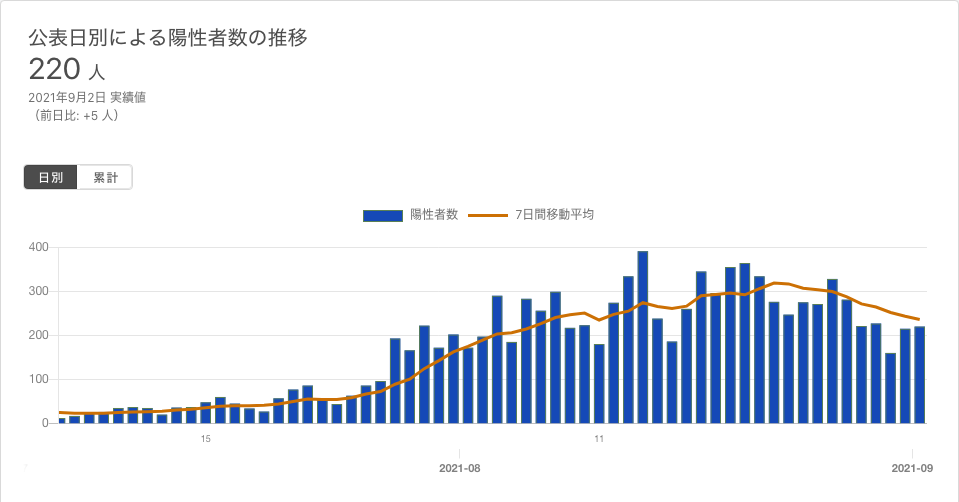 公表日別による陽性者数の推移
220 人
2021年9月2日 実績値
（前日比: +5 人）
日別 累計
陽性者数 7日間移動平均
400
300
200
100
0
15 11
2021-08 2021-09